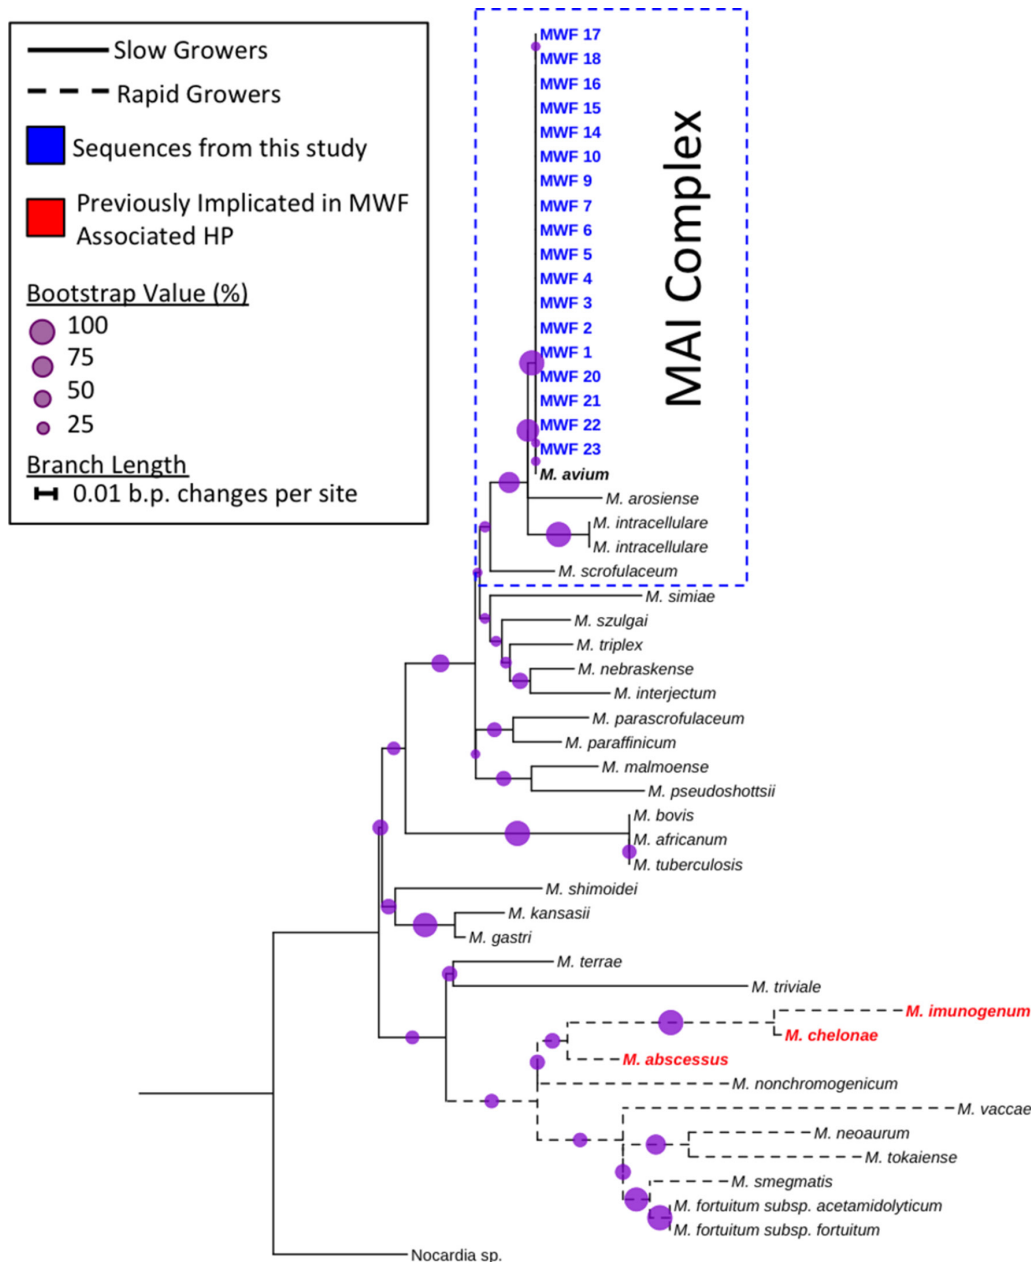 Slow Growers
Rapid Growers
Sequences from this study
Previously Implicated in MWF
Associated HP
Bootstrap Value (%)
100
75
50
25
Branch Length
0.01 b.p. changes per site
MAI Complex
MWF 17
MWF 18
MWF 16
MWF 15
MWF 14
MWF 10
MWF 9
MWF 7
MWF 6
MWF 5
MWF 4
MWF 3
MWF 2
MWF 1
MWF 20
MWF 21
MWF 22
MWF 23
M. avium
M. arosiense
M. intracellulare
M. intracellulare
M. scrofulaceum
M. simiae
M. szulgai
M. triplex
M. nebraskense
M. interjectum
M. parascrofulaceum
M. paraffinicum
M. malmoense
M. pseudoshottsii
M. bovis
M. africanum
M. tuberculosis
M. shimoidei
M. kansasii
M. gastri
M. terrae
M. triviale
M. imunogenum
M. chelonae
M. abscessus
M. nonchromogenicum
M. vaccae
M. neoaurum
M. tokaiense
M. smegmatis
M. fortuitum subsp. acetamidolyticum
M. fortuitum subsp. fortuitum
Nocardia sp.